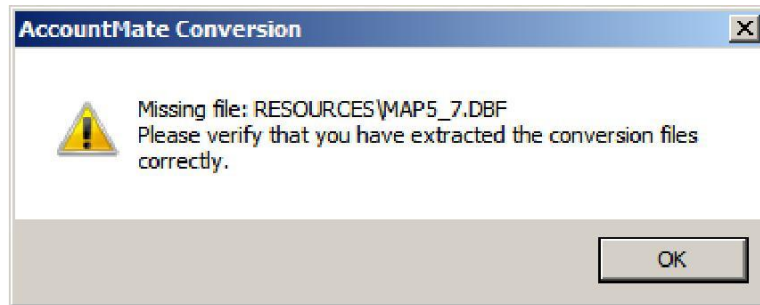 AccountMate Conversion
Missing file: RESOURCES\MAP5_7.DBF
Please verify that you have extracted the conversion files
correctly.
OK